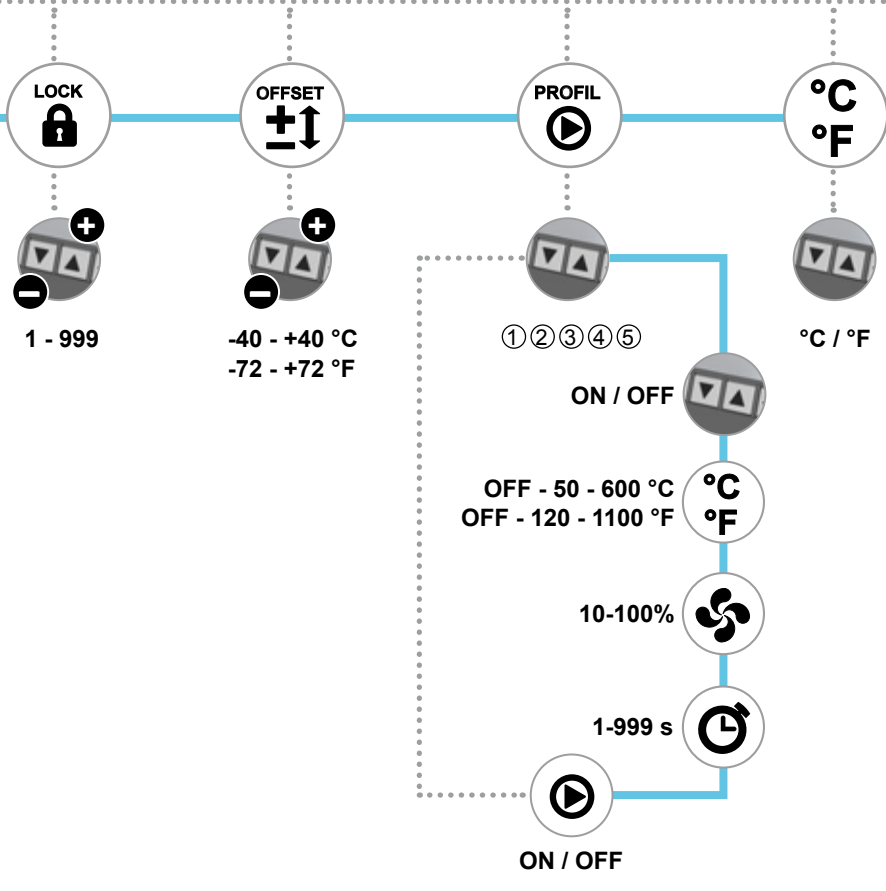 LOCK
OFFSET
PROFIL
°C
°F
1 - 999
-40 - +40 °C
-72 - +72 °F
①②③④⑤
°C / °F
ON / OFF
OFF - 50 - 600 °C
OFF - 120 - 1100 °F
°C
°F
10-100%
1-999 s
ON / OFF